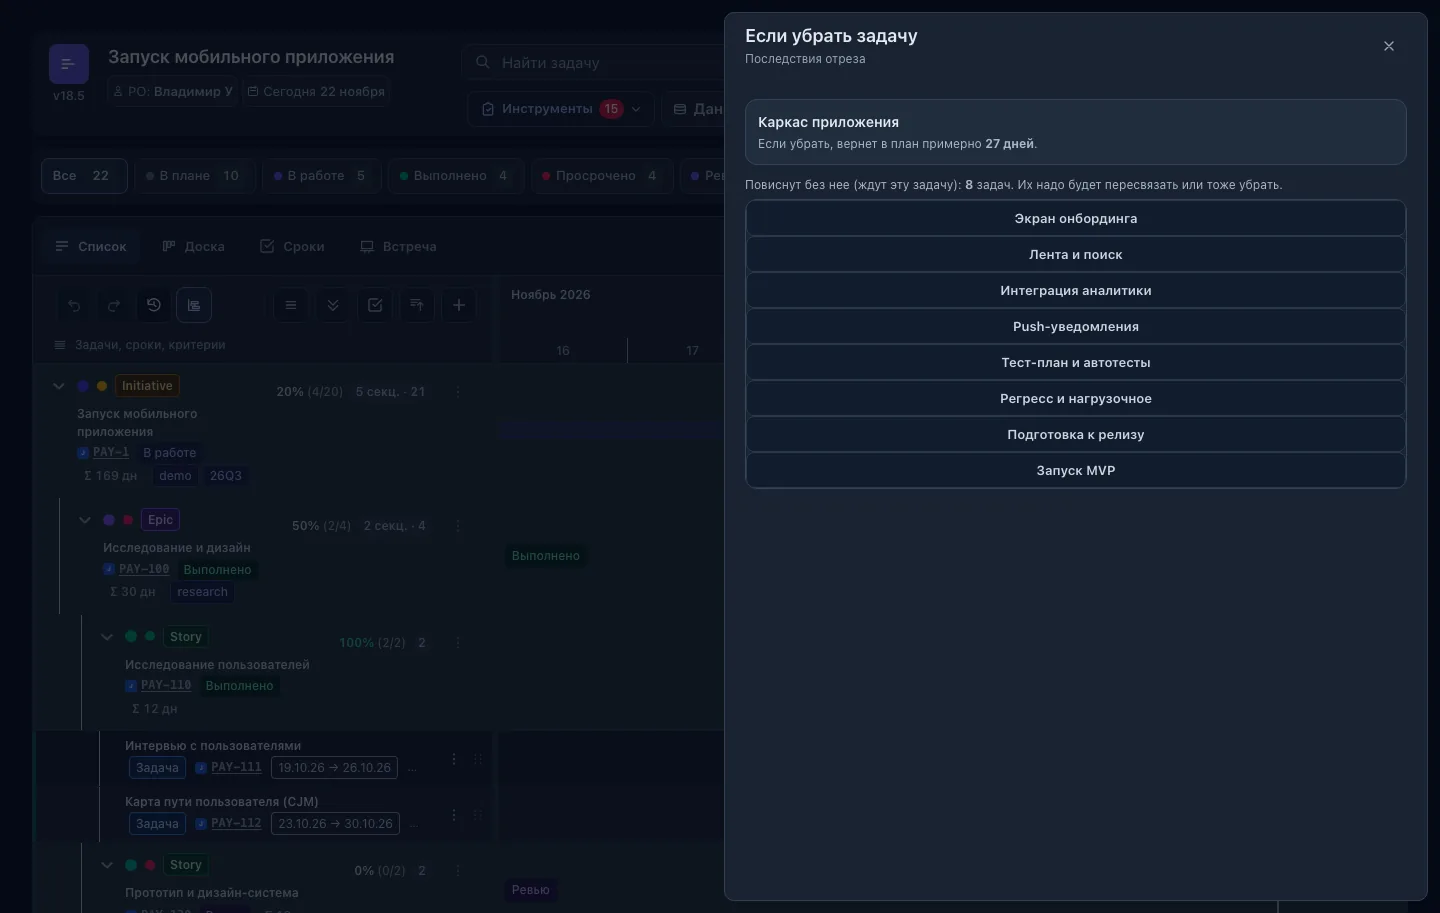 Запуск мобильного приложения
v18.5
PO: Владимир У
Сегодня 22 ноября
Найти задачу
Инструменты 15
Дан
Все 22
В плане 10
В работе 5
Выполнено 4
Просрочено 4
Ре
Список
Доска
Сроки
Встреча
Ноябрь 2026
Задачи, сроки, критерии
16
17
Initiative
20% (4/20) 5 секц. · 21
Запуск мобильного
приложения
PAY-1 В работе
Σ 169 дн demo 26Q3
Epic
50% (2/4) 2 секц. · 4
Исследование и дизайн
PAY-100 Выполнено
Σ 30 дн research
Выполнено
Story
100% (2/2) 2
Исследование пользователей
PAY-110 Выполнено
Σ 12 дн
Интервью с пользователями
Задача PAY-111 19.10.26 → 26.10.26 ...
Карта пути пользователя (CJM)
Задача PAY-112 23.10.26 → 30.10.26 ...
Story
0% (0/2) 2
Прототип и дизайн-система
Ревью
Если убрать задачу
Последствия отреза
Каркас приложения
Если убрать, вернет в план примерно 27 дней.
Повиснут без нее (ждут эту задачу): 8 задач. Их надо будет пересвязать или тоже убрать.
Экран онбординга
Лента и поиск
Интеграция аналитики
Push-уведомления
Тест-план и автотесты
Регресс и нагрузочное
Подготовка к релизу
Запуск MVP